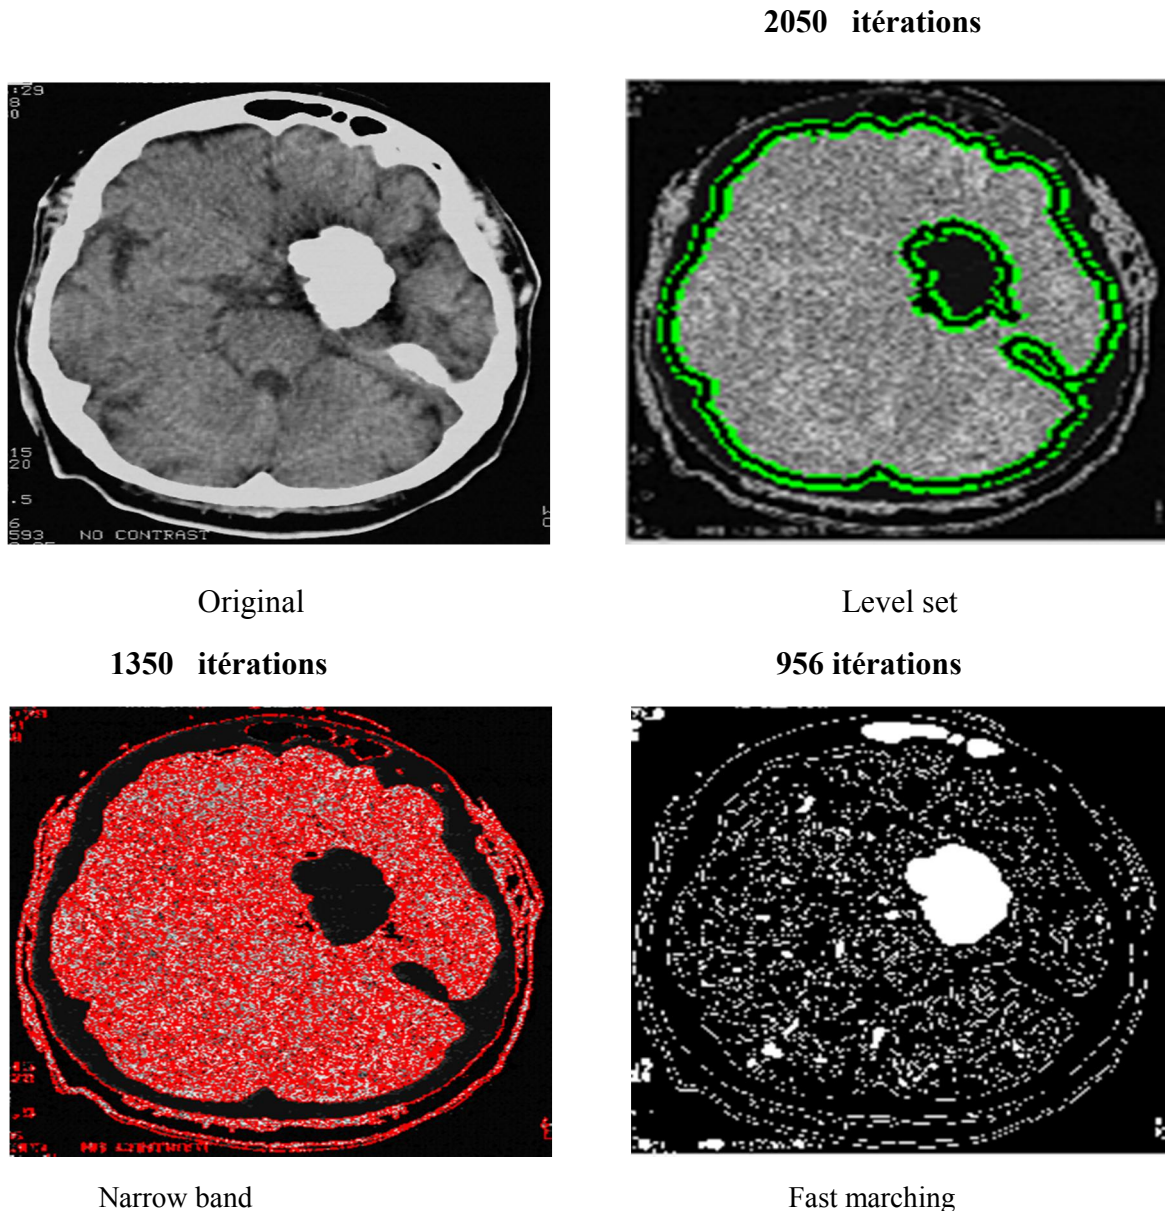 2050 itérations
:29
8
0
15
20
.5
6
593 NO CONTRAST
Original
Level set
1350 itérations
956 itérations
Narrow band
Fast marching